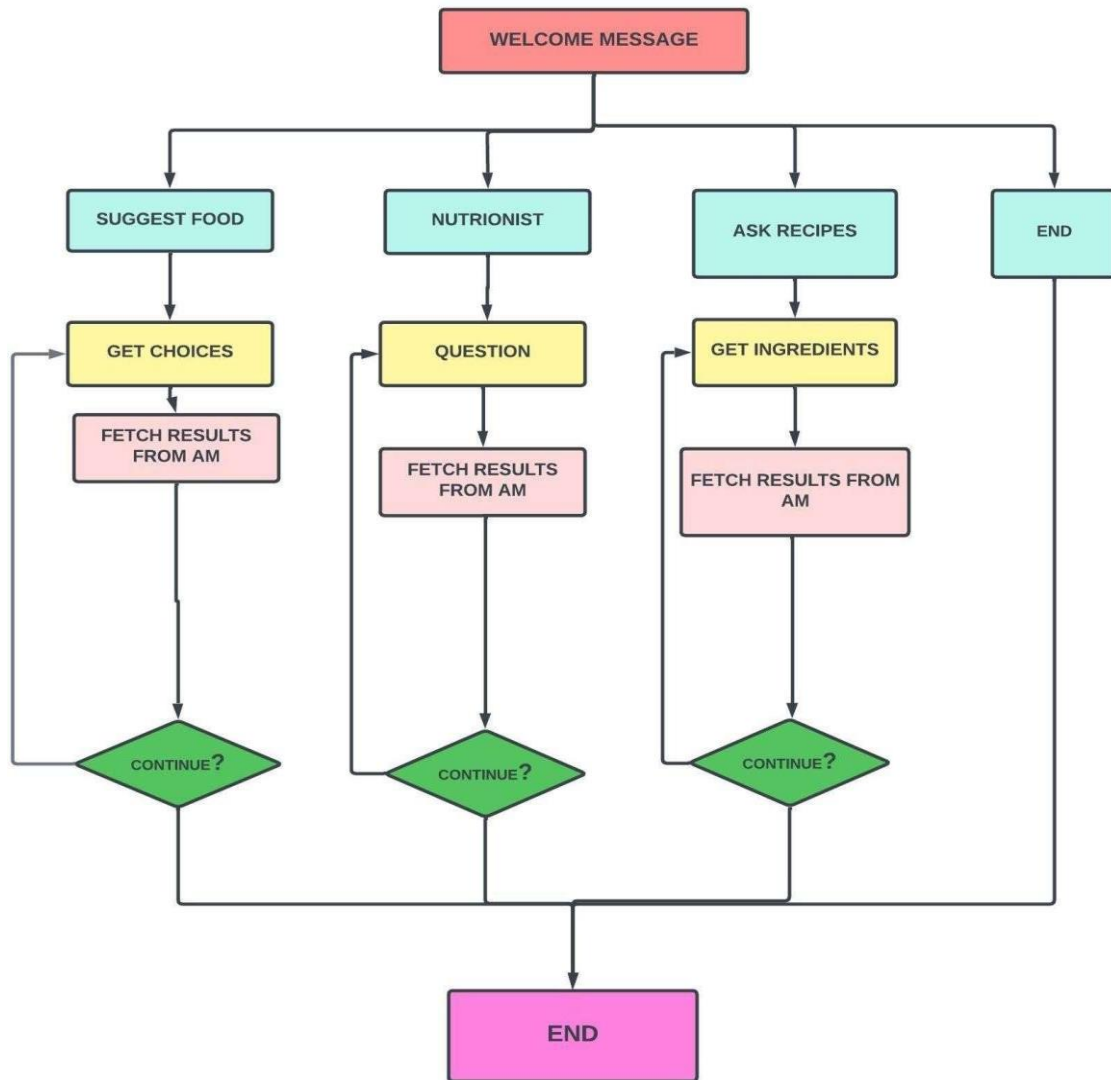 WELCOME MESSAGE
SUGGEST FOOD
NUTRIONIST
ASK RECIPES
END
GET CHOICES
QUESTION
GET INGREDIENTS
FETCH RESULTS
FROM AM
FETCH RESULTS
FROM AM
FETCH RESULTS FROM
AM
CONTINUE?
CONTINUE?
CONTINUE?
END